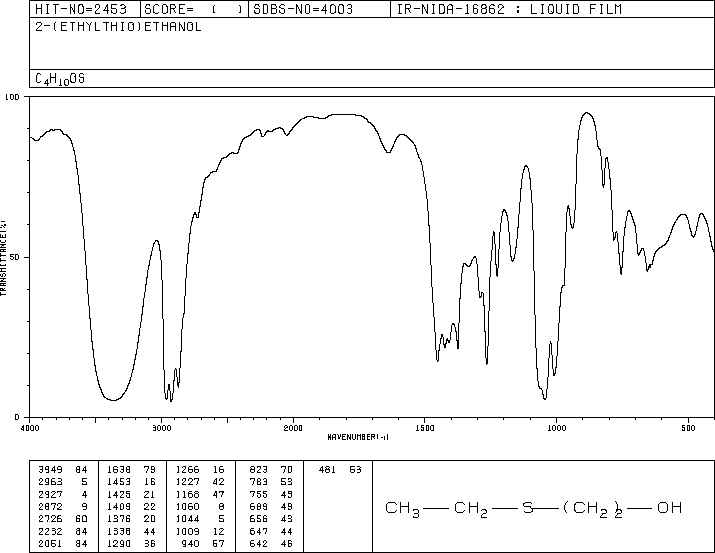 HIT-NO=2453 SCORE= ( ) SDBS-NO=4003 IR-NIDA-16862 : LIQUID FILM
2-(ETHYLTHIO)ETHANOL
C4H10OS
100
50
0
TRANSMITTANCE(%)
4000 3000 2000 1500 1000 500
WAVENUMBER(-1)
3949 84 1638 79 1266 16 823 70 481 53
2963 5 1453 16 1227 42 783 53
2927 4 1425 21 1168 47 755 43
2872 9 1409 22 1060 8 689 49
2726 60 1376 20 1044 5 656 43
2232 84 1338 44 1009 12 647 44
2061 84 1290 36 940 57 642 46
CH3 — CH2 — S — (CH2)2 — OH